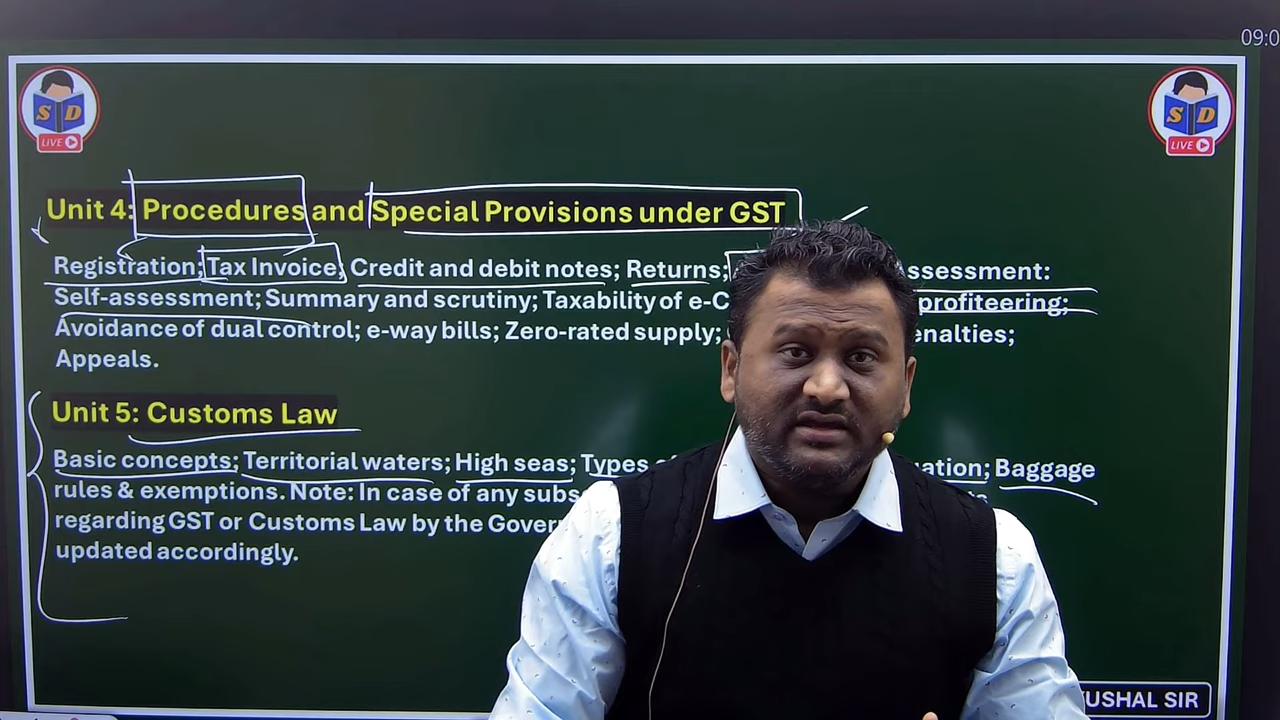 09:0
S D
LIVE
S D
LIVE
Unit 4: Procedures and Special Provisions under GST
Registration; Tax Invoice; Credit and debit notes; Returns; ssessment:
Self-assessment; Summary and scrutiny; Taxability of e-C profiteering;
Avoidance of dual control; e-way bills; Zero-rated supply; enalties;
Appeals.
Unit 5: Customs Law
Basic concepts; Territorial waters; High seas; Types uation; Baggage
rules & exemptions. Note: In case of any subs
regarding GST or Customs Law by the Gover
updated accordingly.
KUSHAL SIR